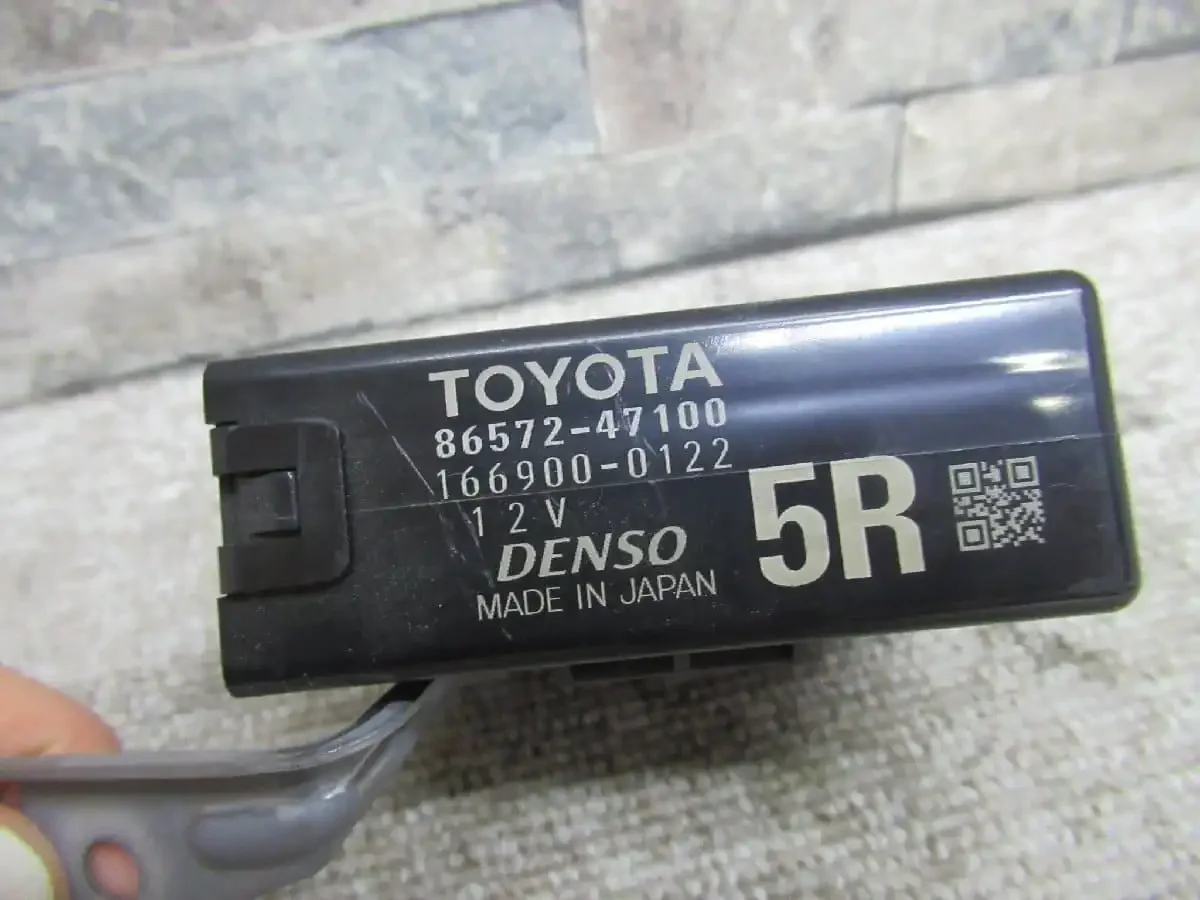 TOYOTA
86572-47100
166900-0122
12V
DENSO
MADE IN JAPAN
5R